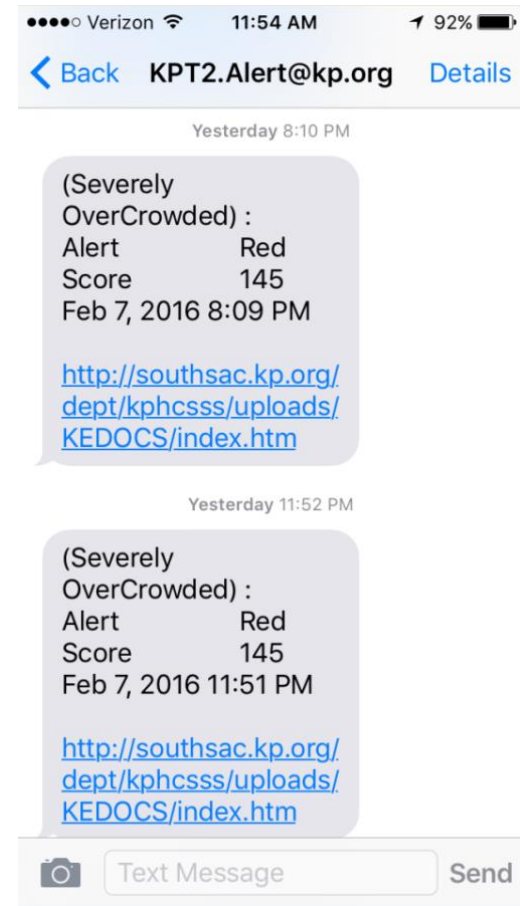 Verizon 11:54 AM 92%
Back KPT2.Alert@kp.org Details
Yesterday 8:10 PM
(Severely
OverCrowded) :
Alert Red
Score 145
Feb 7, 2016 8:09 PM
http://southsac.kp.org/
dept/kphcsss/uploads/
KEDOCS/index.htm
Yesterday 11:52 PM
(Severely
OverCrowded) :
Alert Red
Score 145
Feb 7, 2016 11:51 PM
http://southsac.kp.org/
dept/kphcsss/uploads/
KEDOCS/index.htm
Text Message Send